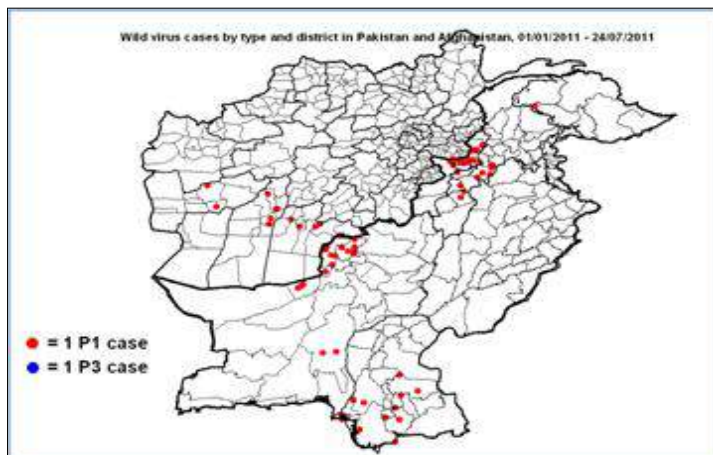 Wild virus cases by type and district in Pakistan and Afghanistan, 01/01/2011 - 24/07/2011
= 1 P1 case
= 1 P3 case